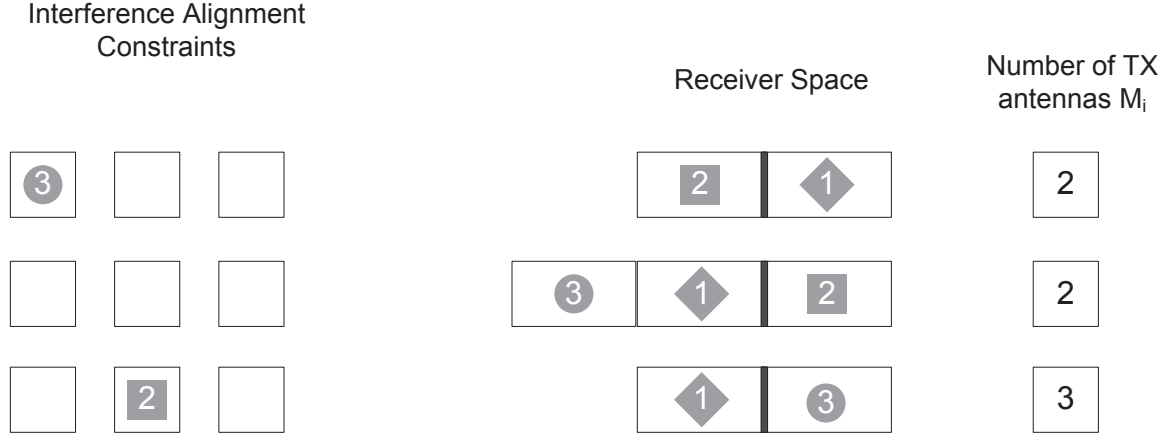 Interference Alignment
Constraints
Receiver Space
Number of TX
antennas Mᵢ
3
2
1
2
3
1
2
2
2
1
3
3